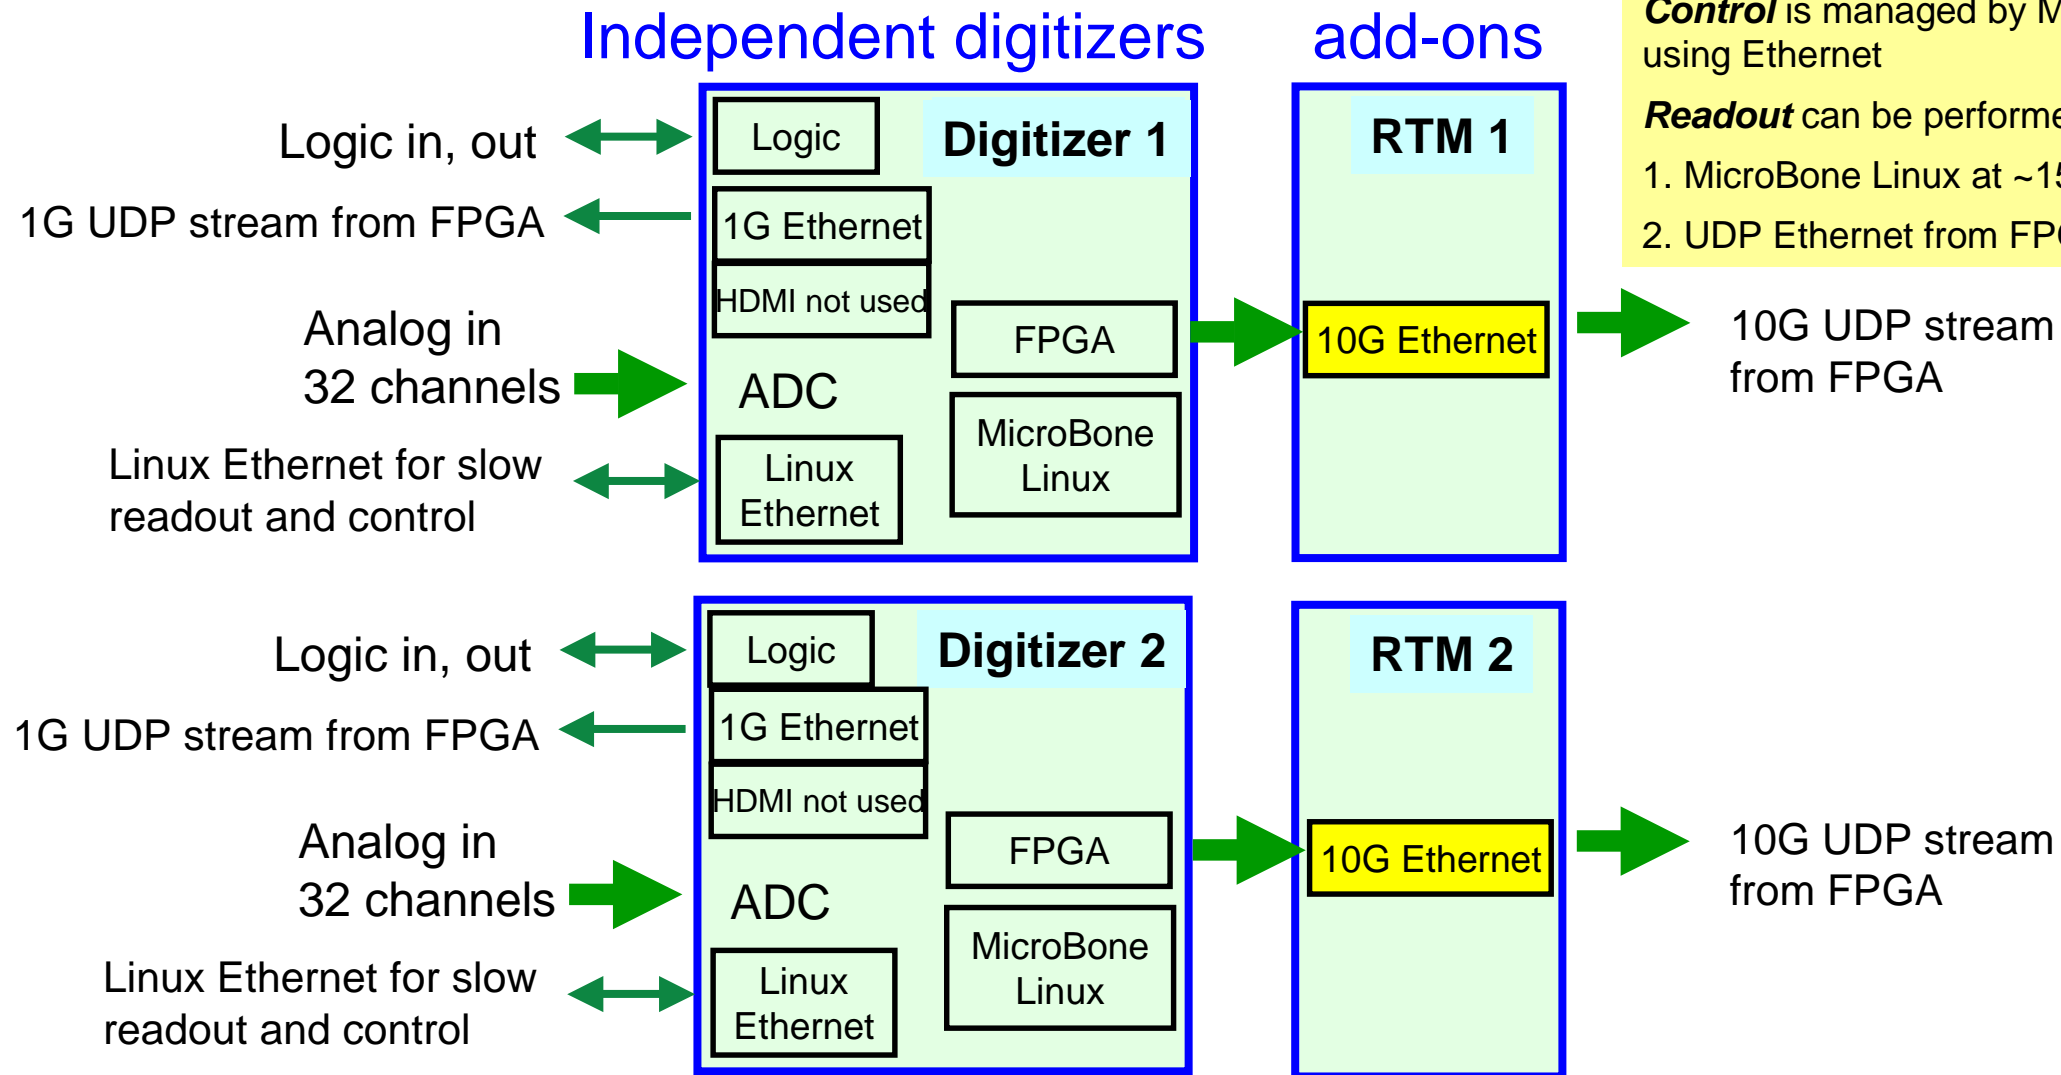 Independent digitizers
add-ons
Control is managed by
using Ethernet
Readout can be
1. MicroBone Linux at
2. UDP Ethernet from
Logic in, out
1G UDP stream from FPGA
Analog in
32 channels
Linux Ethernet for slow
readout and control
Logic
Digitizer 1
1G Ethernet
HDMI not used
FPGA
ADC
MicroBone
Linux
Linux
Ethernet
RTM 1
10G Ethernet
10G UDP stream
from FPGA
Logic in, out
1G UDP stream from FPGA
Analog in
32 channels
Linux Ethernet for slow
readout and control
Logic
Digitizer 2
1G Ethernet
HDMI not used
FPGA
ADC
MicroBone
Linux
Linux
Ethernet
RTM 2
10G Ethernet
10G UDP stream
from FPGA